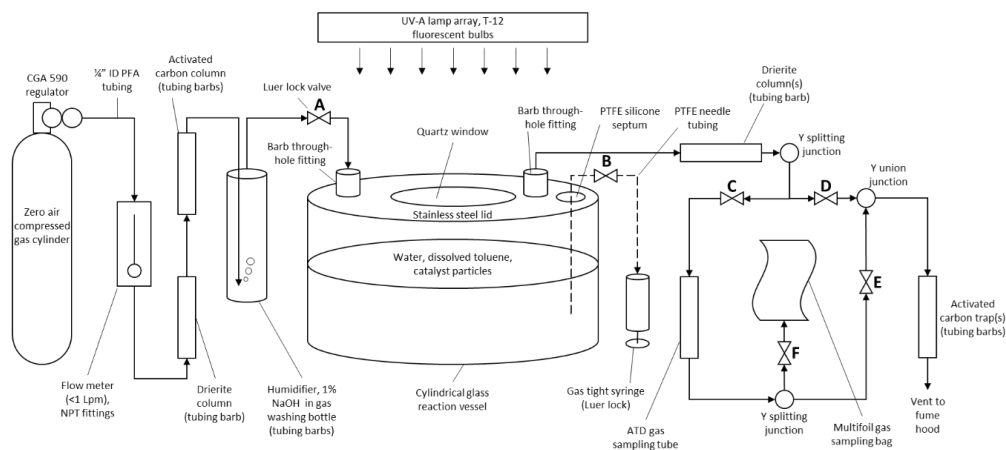 UV-A lamp array, T-12
fluorescent bulbs
CGA 590
regulator
¼” ID PFA
tubing
Activated
carbon column
(tubing barbs)
Luer lock valve
A
Barb through-
hole fitting
Quartz window
Barb through-
hole fitting
PTFE silicone
septum
PTFE needle
tubing
Drierite
column(s)
(tubing barb)
Y splitting
junction
B
C
D
Y union
junction
Stainless steel lid
Zero air
compressed
gas cylinder
Water, dissolved toluene,
catalyst particles
E
F
Activated
carbon trap(s)
(tubing barbs)
Flow meter
(<1 Lpm),
NPT fittings
Drierite
column
(tubing barb)
Humidifier, 1%
NaOH in gas
washing bottle
(tubing barbs)
Cylindrical glass
reaction vessel
Gas tight syringe
(Luer lock)
ATD gas
sampling tube
Y splitting
junction
Multifoil gas
sampling bag
Vent to
fume
hood